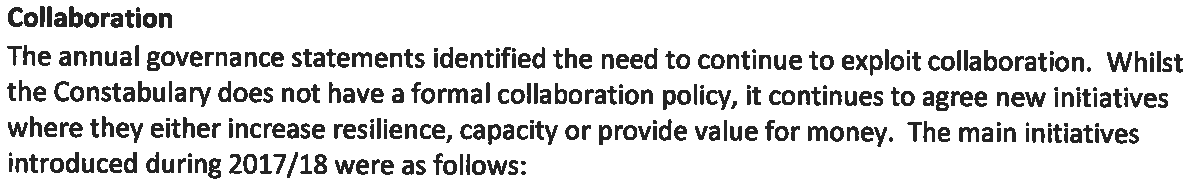 Collaboration
The annual governance statements identified the need to continue to exploit collaboration.  Whilst
the Constabulary does not have a formal collaboration policy, it continues to agree new initiatives
where they either increase resilience, capacity or provide value for money.  The main initiatives
introduced during 2017/18 were as follows: